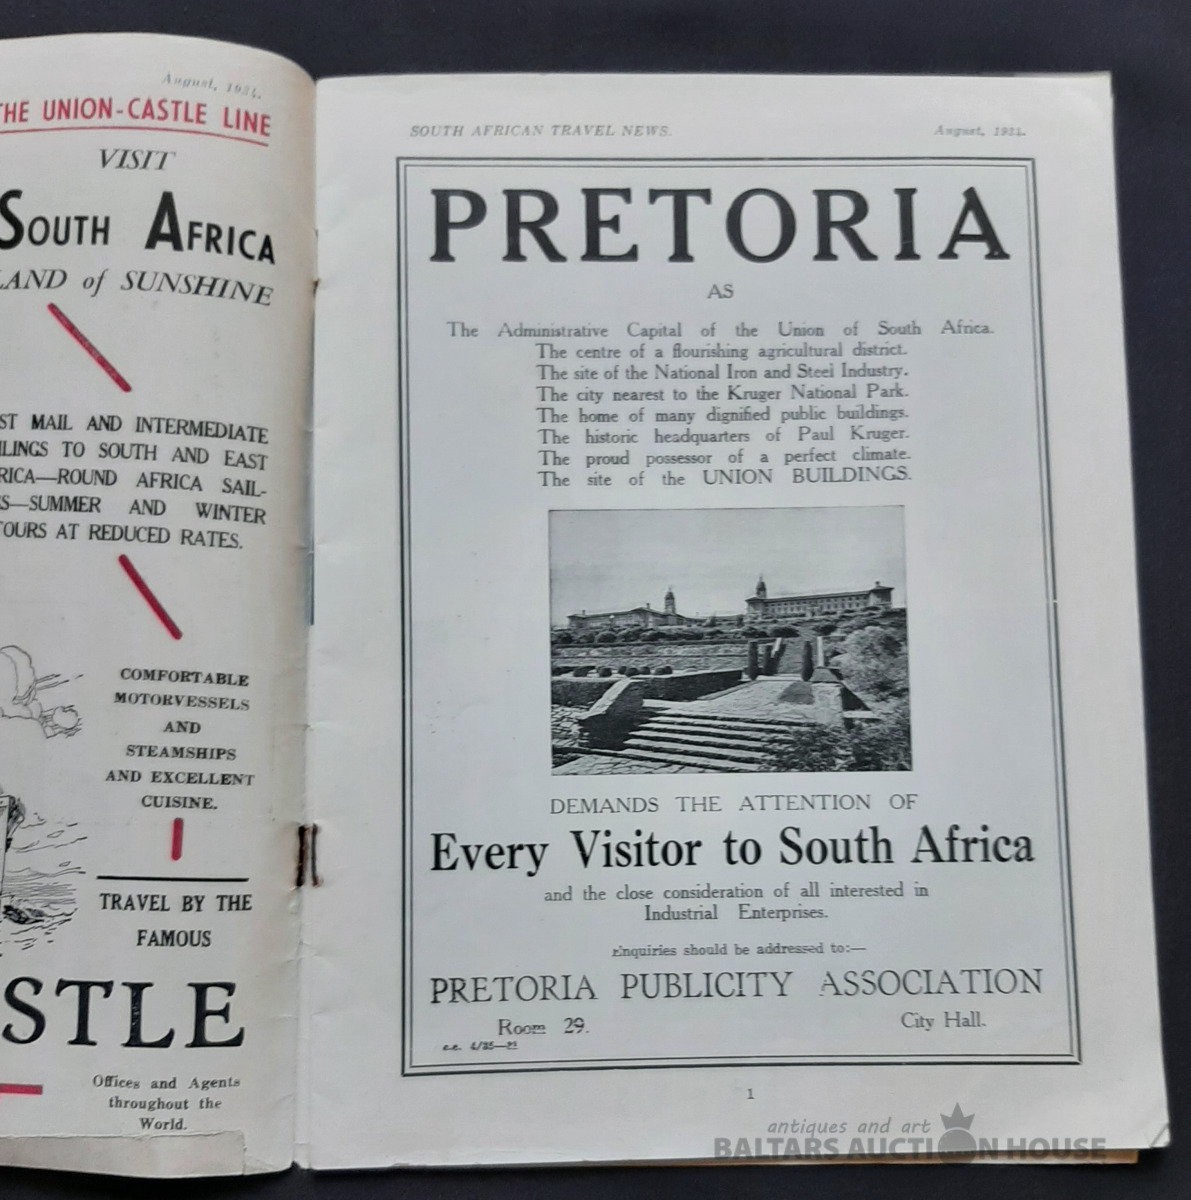 August, 1934.
THE UNION-CASTLE LINE
VISIT
SOUTH AFRICA
LAND of SUNSHINE
ST MAIL AND INTERMEDIATE
ILINGS TO SOUTH AND EAST
RICA—ROUND AFRICA SAIL-
S—SUMMER AND WINTER
TOURS AT REDUCED RATES.
COMFORTABLE
MOTORVESSELS
AND
STEAMSHIPS
AND EXCELLENT
CUISINE.
TRAVEL BY THE
FAMOUS
STLE
Offices and Agents
throughout the
World.
SOUTH AFRICAN TRAVEL NEWS.
August, 1934.
PRETORIA
AS
The Administrative Capital of the Union of South Africa.
The centre of a flourishing agricultural district.
The site of the National Iron and Steel Industry.
The city nearest to the Kruger National Park.
The home of many dignified public buildings.
The historic headquarters of Paul Kruger.
The proud possessor of a perfect climate.
The site of the UNION BUILDINGS.
DEMANDS THE ATTENTION OF
Every Visitor to South Africa
and the close consideration of all interested in
Industrial Enterprises.
Enquiries should be addressed to:—
PRETORIA PUBLICITY ASSOCIATION
Room 29.
City Hall.
1
antiques and art
BALTARS AUCTION HOUSE